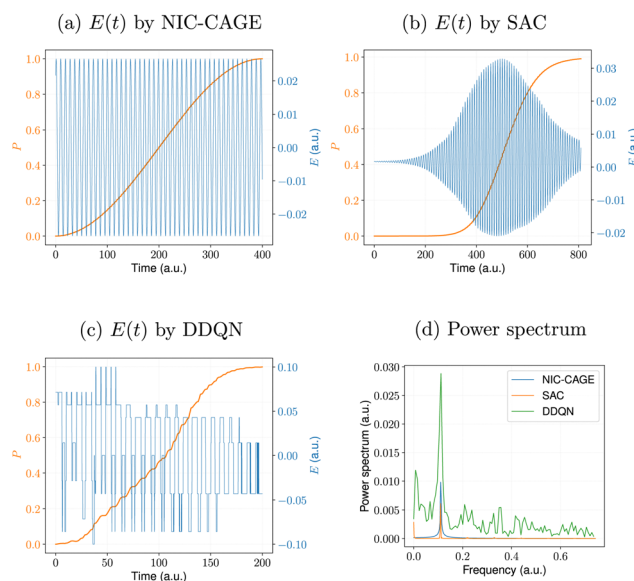 (a) E(t) by NIC-CAGE
1.0
0.8
0.6
0.4
0.2
0.0
P
0.02
0.01
0.00
−0.01
−0.02
E (a.u.)
0 100 200 300 400
Time (a.u.)
(b) E(t) by SAC
1.0
0.8
0.6
0.4
0.2
0.0
P
0.03
0.02
0.01
0.00
−0.01
−0.02
E (a.u.)
0 200 400 600 800
Time (a.u.)
(c) E(t) by DDQN
1.0
0.8
0.6
0.4
0.2
0.0
P
0.10
0.05
0.00
−0.05
−0.10
E (a.u.)
0 50 100 150 200
Time (a.u.)
(d) Power spectrum
0.030
0.025
0.020
0.015
0.010
0.005
0.000
Power spectrum (a.u.)
NIC-CAGE
SAC
DDQN
0.0 0.2 0.4 0.6
Frequency (a.u.)